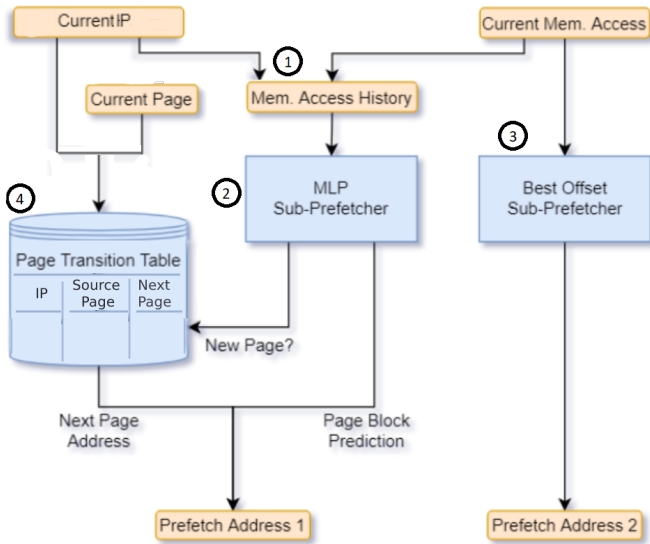 Current IP
Current Mem. Access
1
Current Page
Mem. Access History
3
4
2
MLP
Sub-Prefetcher
Best Offset
Sub-Prefetcher
Page Transition Table
IP
Source
Page
Next
Page
New Page?
Next Page
Address
Page Block
Prediction
Prefetch Address 1
Prefetch Address 2